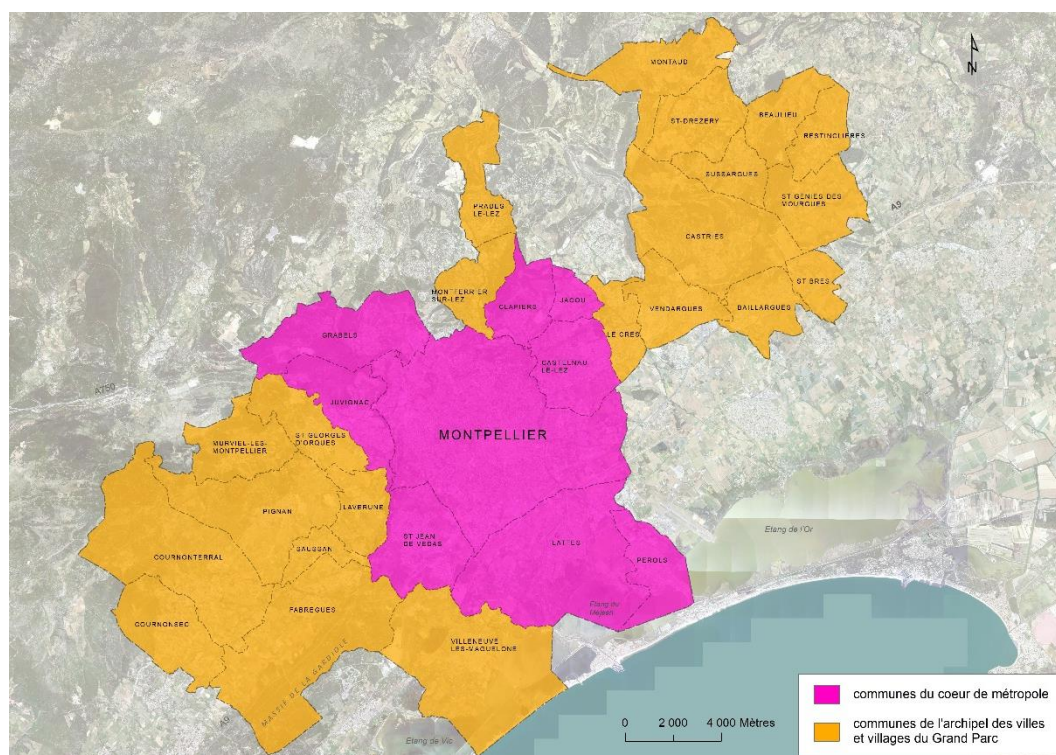 MONTAUD
ST-DREZERY
BEAULIEU
RESTINCLIERES
SUSSARGUES
ST GENIES DES
MOURGUES
A9
PRADES
LE-LEZ
CASTRIES
MONTFERRIER
SUR-LEZ
CLAPIERS
JACOU
ST BRES
VENDARGUES
BAILLARGUES
LE CRES
GRABELS
CASTELNAU
LE-LEZ
A750
JUVIGNAC
MONTPELLIER
ST GEORGES
D'ORQUES
MURVIEL-LES-
MONTPELLIER
LAVERUNE
PIGNAN
ST JEAN
DE VEDAS
LATTES
PEROLS
Etang de l'Or
SAUSSAN
COURNONTERRAL
FABREGUES
COURNONSEC
Etang du
Méjean
VILLENEUVE
LES-MAGUELONE
MASSIF DE LA GARDIOLE
A9
Etang de Vic
0 2 000 4 000 Mètres
N
communes du coeur de métropole
communes de l'archipel des villes
et villages du Grand Parc